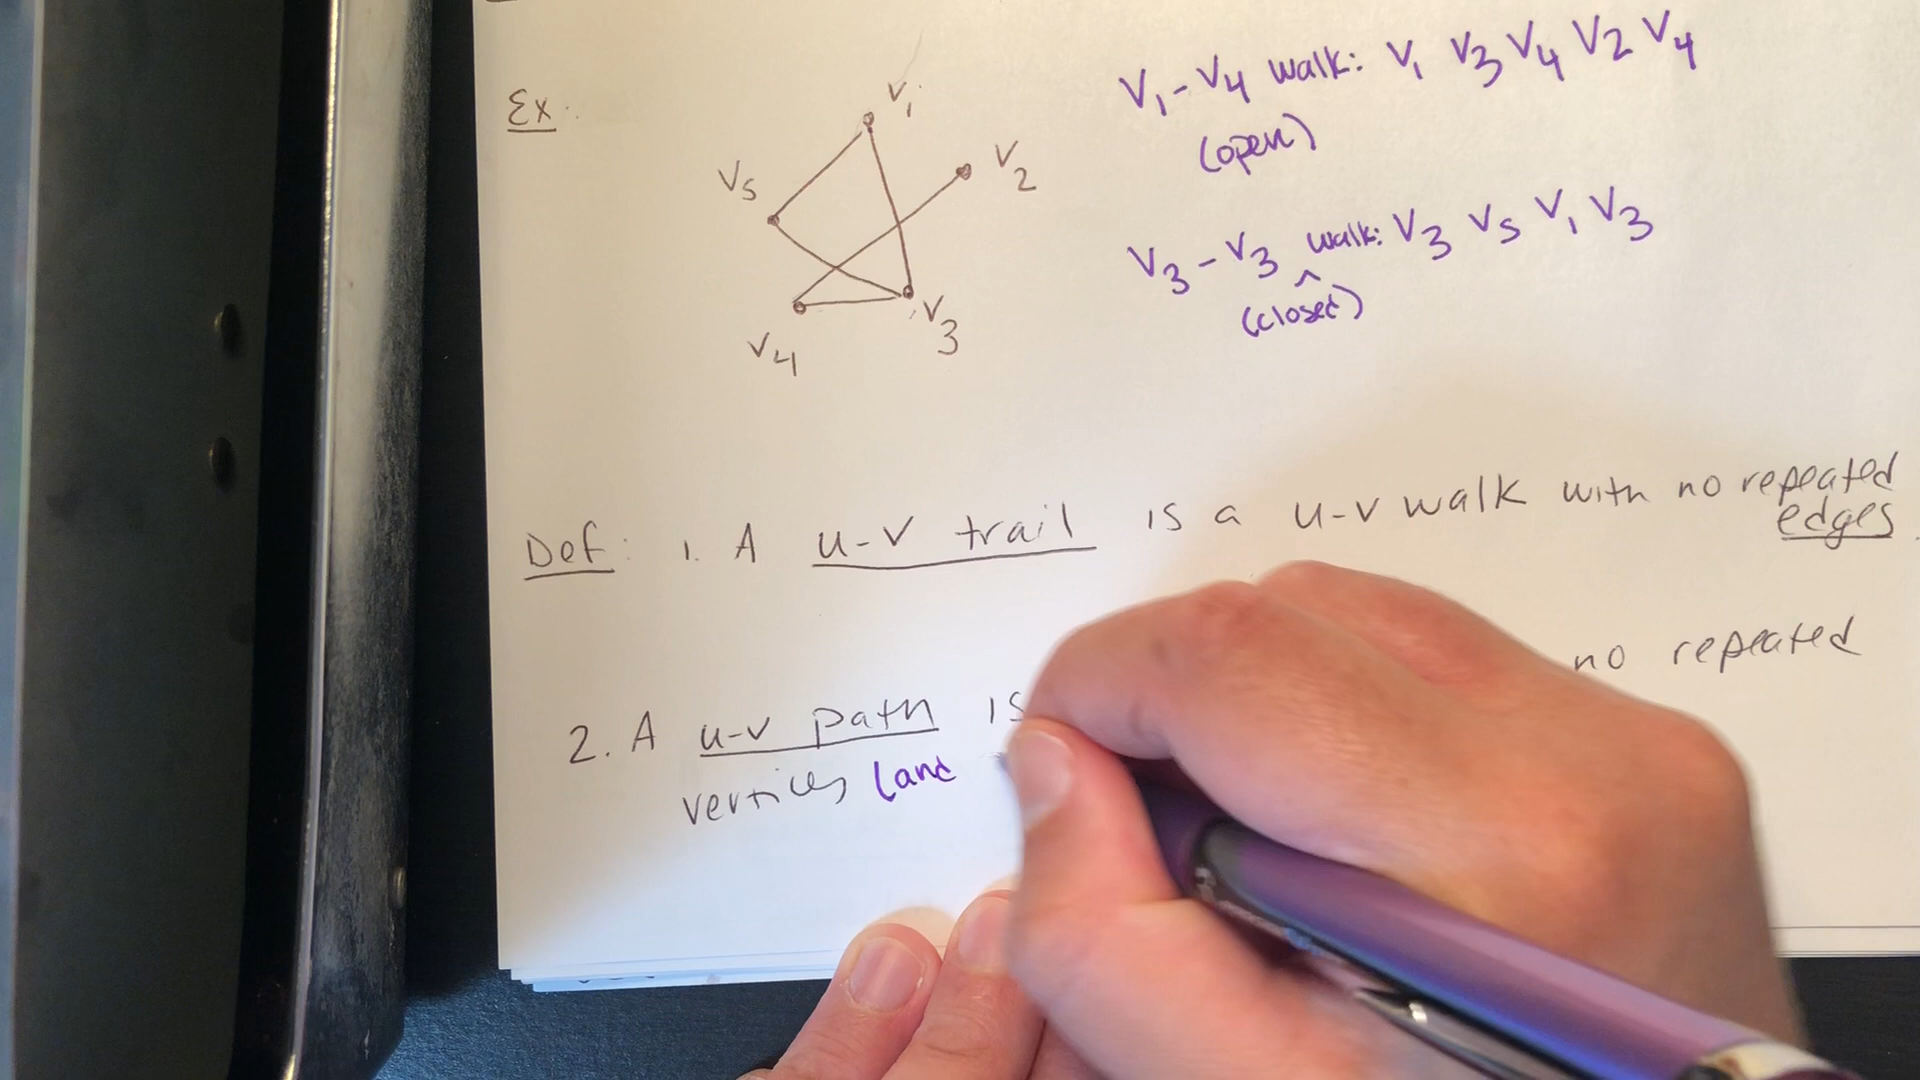 Ex:
V1
V2
V5
V3
V4
V1-V4 walk: V1 V3 V4 V2 V4
(open)
V3-V3 walk: V3 V5 V1 V3
^
(closed)
Def: 1. A u-v trail is a u-v walk with no repeated
edges.
2. A u-v path is no repeated
vertices (and